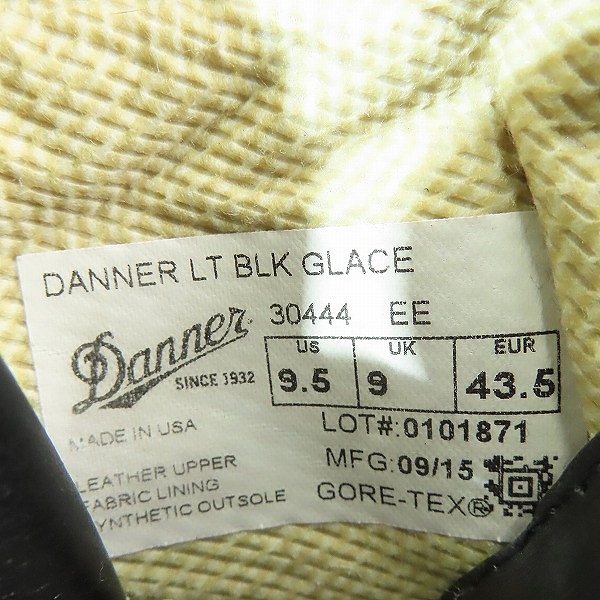 DANNER LT BLK GLACE
Danner
SINCE 1932
30444 EE
US UK EUR
9.5 9 43.5
MADE IN USA
LOT#:0101871
MFG:09/15
LEATHER UPPER
FABRIC LINING
SYNTHETIC OUTSOLE
GORE-TEX®